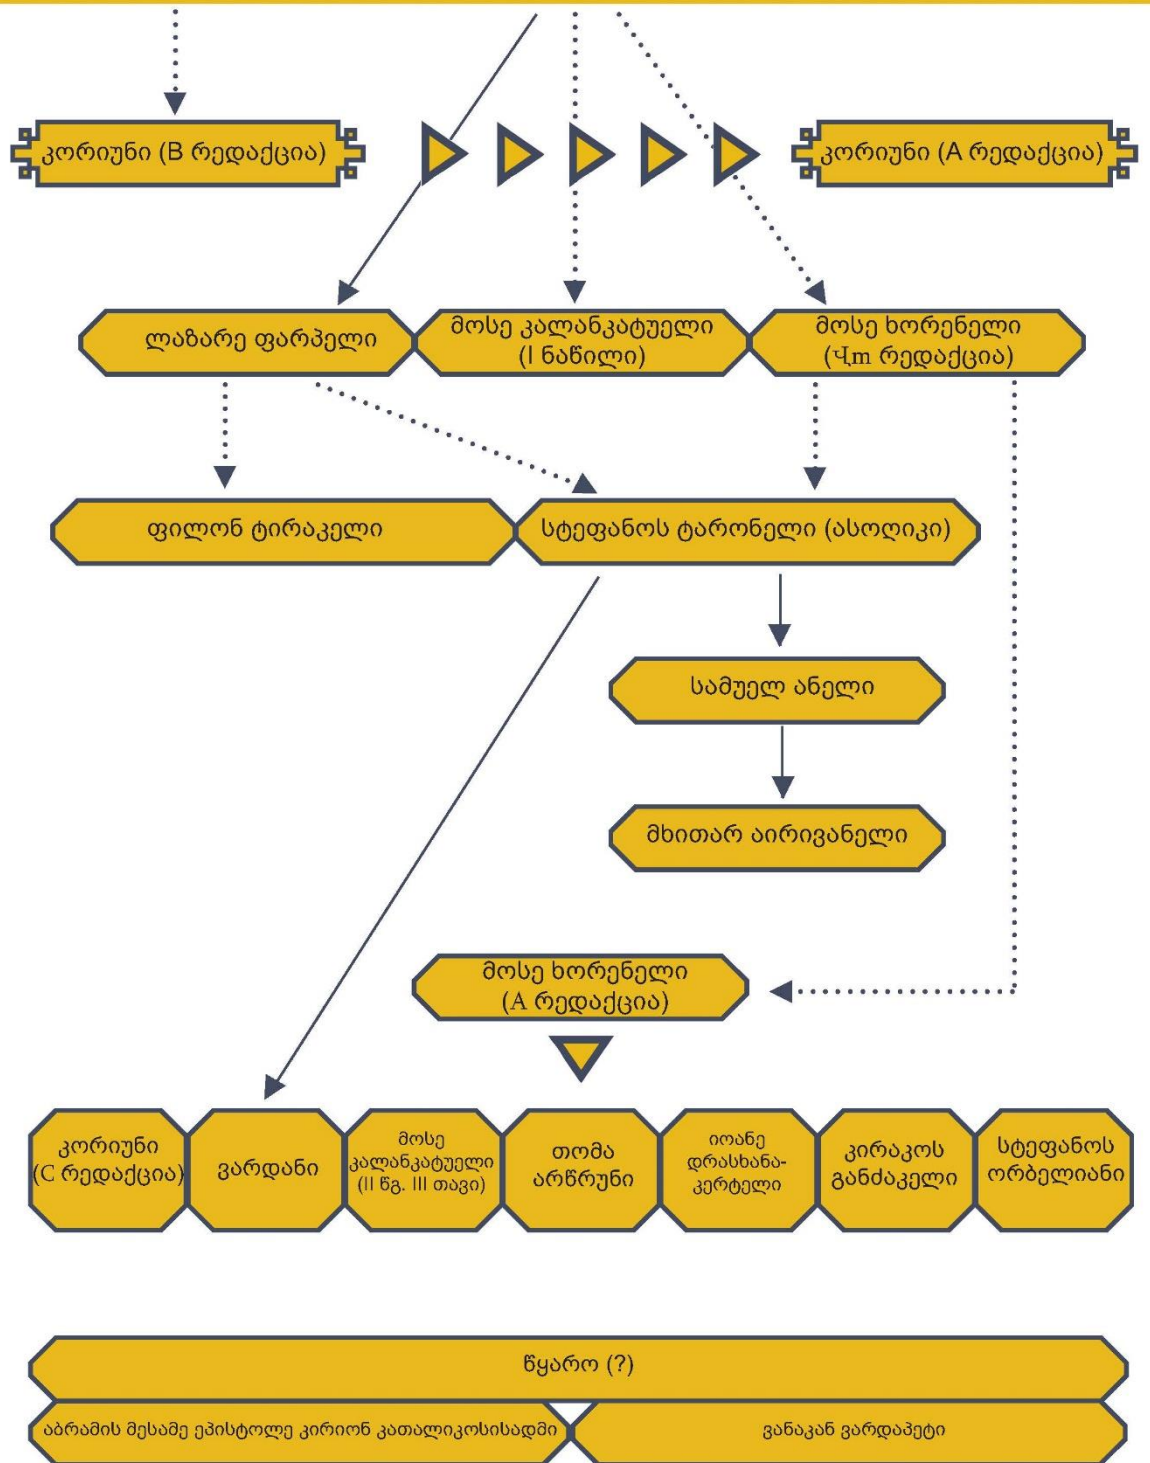 კორიუნი (B რედაქცია)
კორიუნი (A რედაქცია)
ლაზარე ფარპელი
მოსე კალანკატუელი
(I ნაწილი)
მოსე ხორენელი
(Վm რედაქცია)
ფილონ ტირაკელი
სტეფანოს ტარონელი (ასოღიკი)
სამუელ ანელი
მხითარ აირივანელი
მოსე ხორენელი
(A რედაქცია)
კორიუნი
(C რედაქცია)
ვარდანი
მოსე
კალანკატუელი
(II წგ. III თავი)
თომა
არწრუნი
იოანე
დრასხანა-
კერტელი
კირაკოს
განძაკელი
სტეფანოს
ორბელიანი
წყარო (?)
აბრამის მესამე ეპისტოლე კირიონ კათალიკოსისადმი
ვანაკან ვარდაპეტი